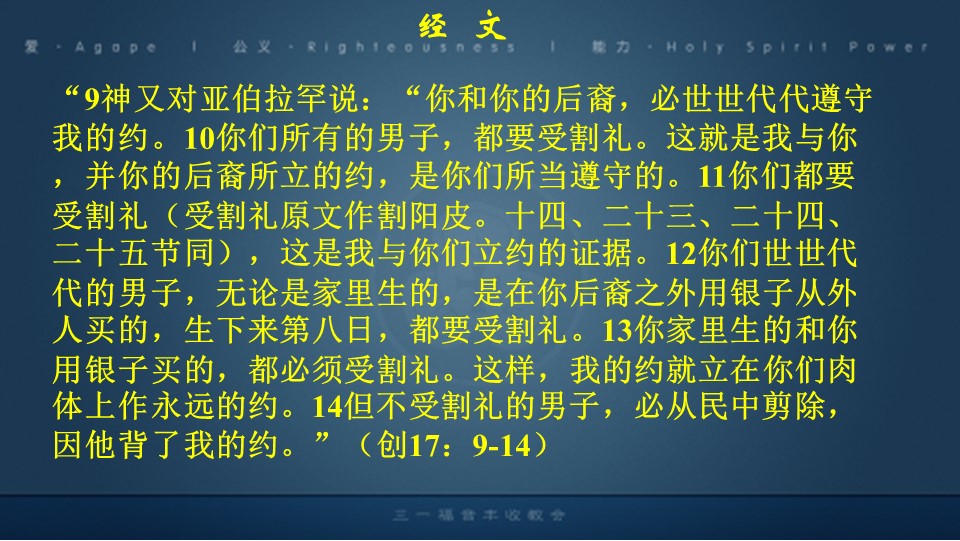 经 文
爱 · Agape | 公义 · Righteousness | 能力 · Holy Spirit Power
“9神又对亚伯拉罕说：“你和你的后裔，必世世代代遵守
我的约。10你们所有的男子，都要受割礼。这就是我与你
，并你的后裔所立的约，是你们所当遵守的。11你们都要
受割礼（受割礼原文作割阳皮。十四、二十三、二十四、
二十五节同），这是我与你们立约的证据。12你们世世代
代的男子，无论是家里生的，是在你后裔之外用银子从外
人买的，生下来第八日，都要受割礼。13你家里生的和你
用银子买的，都必须受割礼。这样，我的约就立在你们肉
体上作永远的约。14但不受割礼的男子，必从民中剪除，
因他背了我的约。”（创17：9-14）
三一福音丰收教会